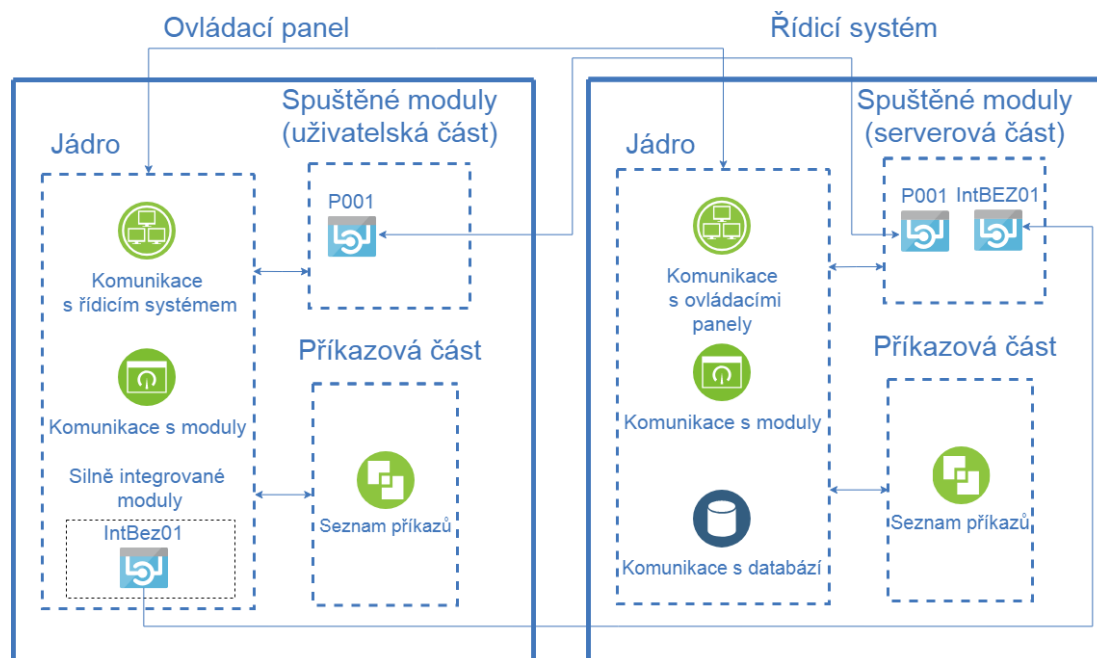 Ovládací panel
Řídicí systém
Spuštěné moduly
(uživatelská část)
Jádro
P001
Komunikace
s řídicím systémem
Příkazová část
Komunikace s moduly
Silně integrované
moduly
IntBez01
Seznam příkazů
Spuštěné moduly
(serverová část)
Jádro
P001
IntBEZ01
Komunikace
s ovládacími
panely
Příkazová část
Komunikace s moduly
Seznam příkazů
Komunikace s databází